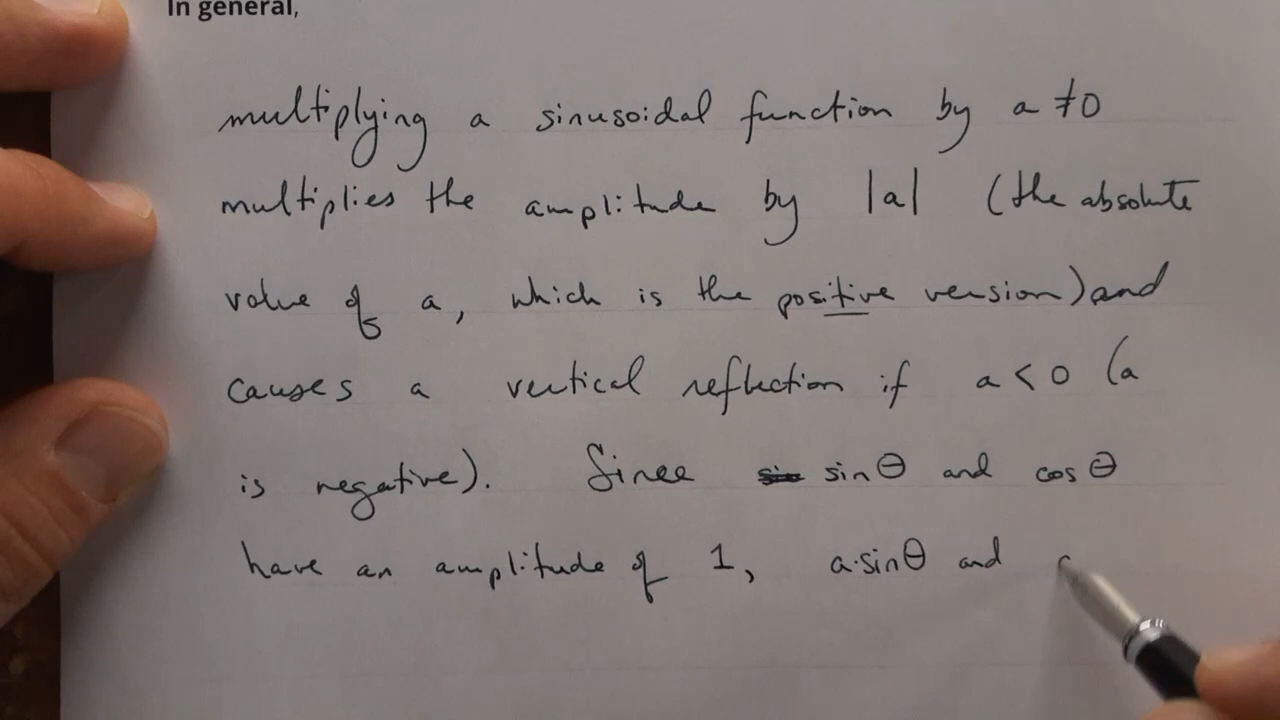 In general,
multiplying a sinusoidal function by a ≠ 0
multiplies the amplitude by |a| (the absolute
value of a, which is the positive version) and
causes a vertical reflection if a < 0 (a
is negative). Since sin θ and cos θ
have an amplitude of 1, a·sin θ and